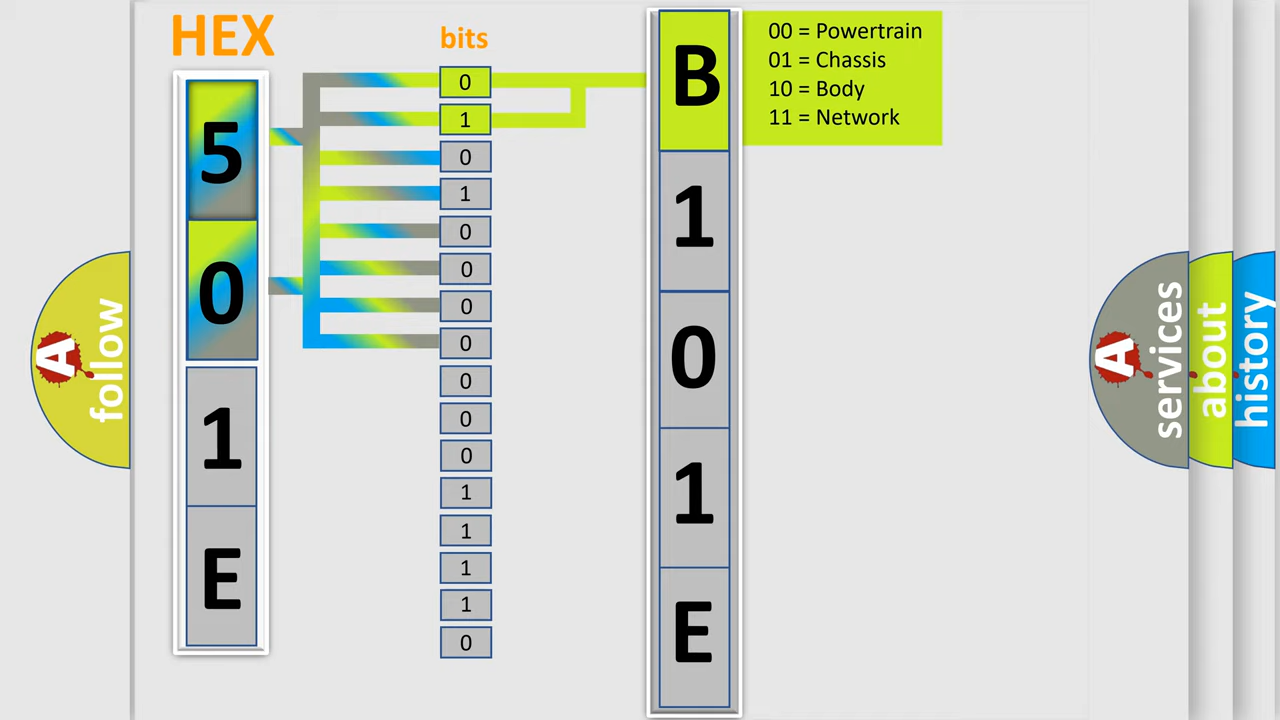 HEX
bits
5
0
1
E
0
1
0
1
0
0
0
0
0
0
0
1
1
1
1
0
B
1
0
1
E
00 = Powertrain
01 = Chassis
10 = Body
11 = Network
A
follow
A
services
about
history